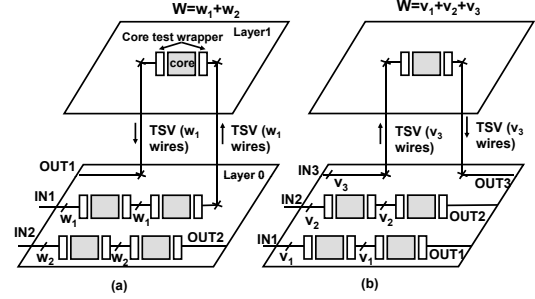 W=w1+w2
W=v1+v2+v3
Core test wrapper
Layer1
core
TSV (w1 wires)
TSV (w1 wires)
TSV (v3 wires)
TSV (v3 wires)
OUT1
Layer 0
IN3
v3
OUT3
IN1
w1
w1
IN2
v2
v2
OUT2
IN2
w2
w2
OUT2
IN1
v1
v1
OUT1
(a)
(b)